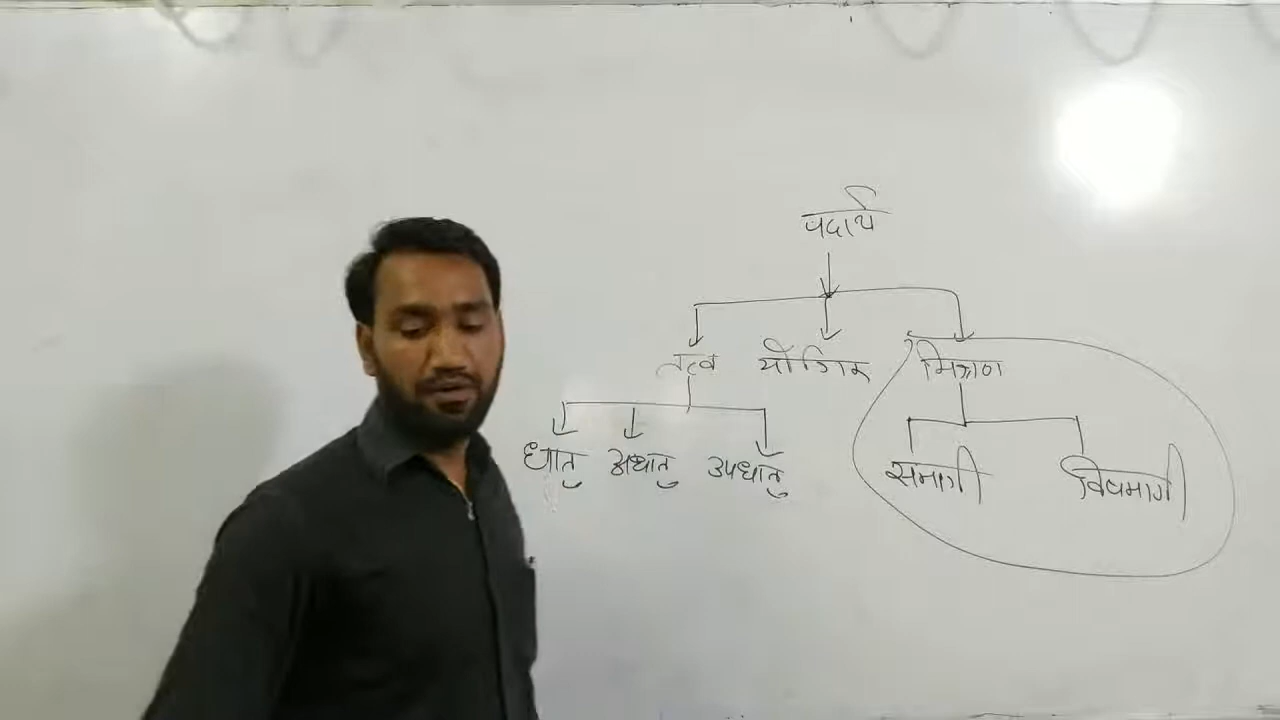 पदार्थ
तत्व यौगिक मिश्रण
धातु अधातु उपधातु समांगी विषमांगी